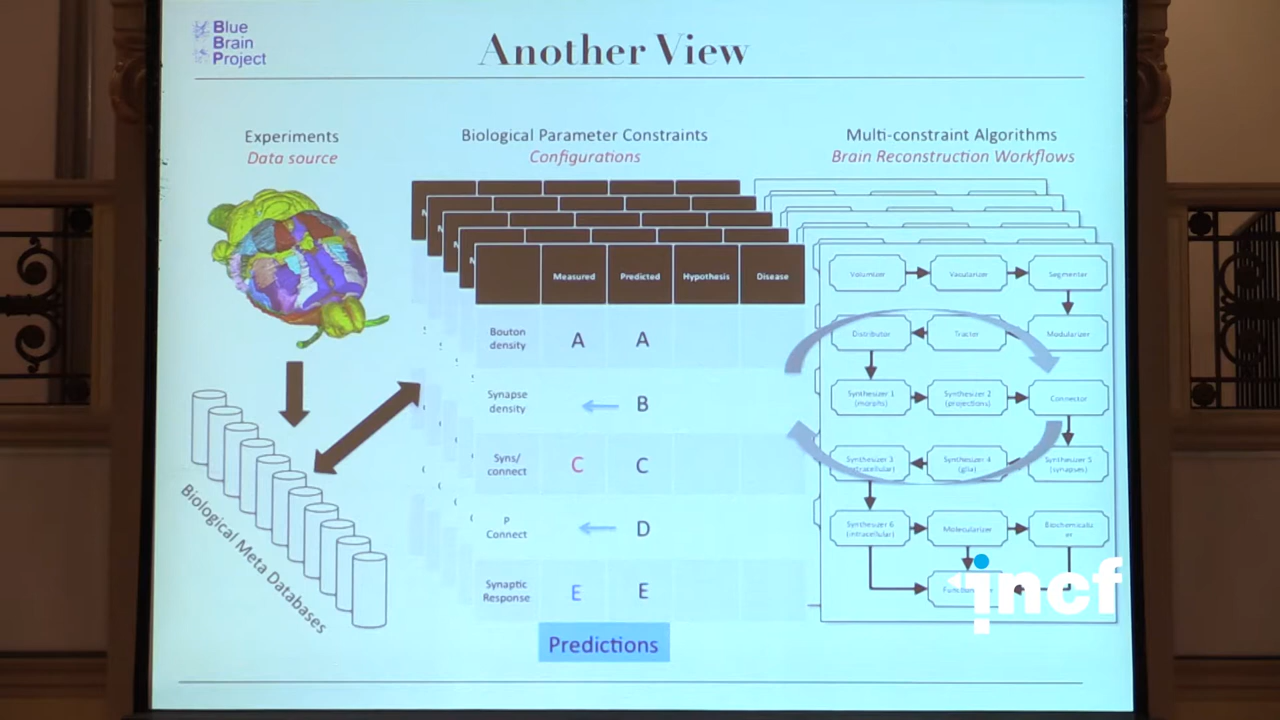 Blue
Brain
Project
Another View
Experiments
Data source
Biological Parameter Constraints
Configurations
Multi-constraint Algorithms
Brain Reconstruction Workflows
Measured
Predicted
Hypothesis
Disease
Bouton
density
A
A
Synapse
density
B
Syns/
connect
C
C
P
Connect
D
Synaptic
Response
E
E
Predictions
Biological Meta Databases
Volumizer
Vacularizer
Segmenter
Distributor
Tracter
Modularizer
Synthesizer 1
(morphs)
Synthesizer 2
(projections)
Connector
Synthesizer 3
Synthesizer 4
(glia)
Synthesizer 5
(synapses)
Synthesizer 6
(intracellular)
Molecularizer
incf